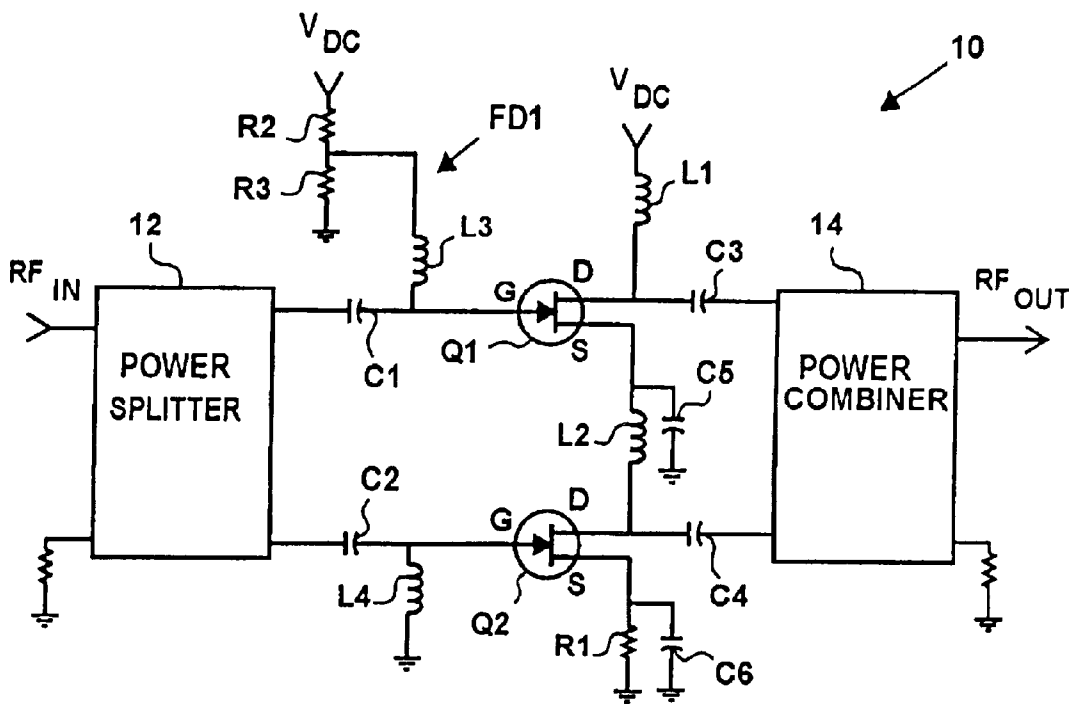 V DC
10
V DC
R2
FD1
R3
L1
12
L3
14
C3
RF IN
G
D
RF OUT
Q1
S
C1
POWER
SPLITTER
C5
POWER
COMBINER
L2
C2
G
D
L4
Q2
S
C4
R1
C6